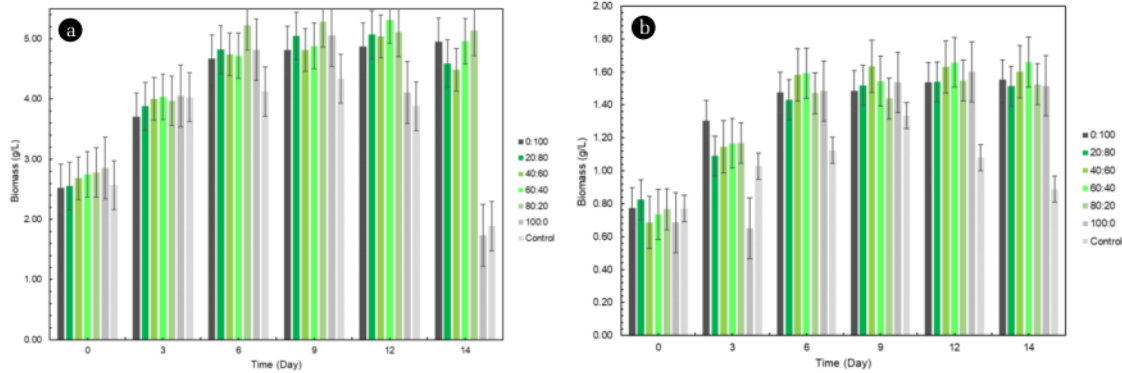 a
Biomass (g/L)
5.00
4.00
3.00
2.00
1.00
0.00
0 3 6 9 12 14
Time (Day)
0:100
20:80
40:60
60:40
80:20
100:0
Control
b
Biomass (g/L)
2.00
1.80
1.60
1.40
1.20
1.00
0.80
0.60
0.40
0.20
0.00
0 3 6 9 12 14
Time (Day)
0:100
20:80
40:60
60:40
80:20
100:0
Control